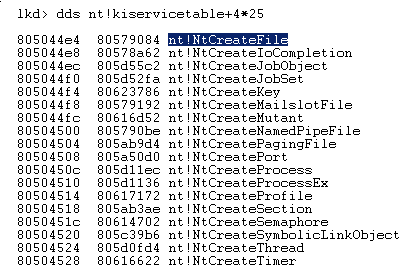 lkd> dds nt!kiservicetable+4*25
805044e4 80579084 nt!NtCreateFile
805044e8 80578a62 nt!NtCreateIoCompletion
805044ec 805d55c2 nt!NtCreateJobObject
805044f0 805d52fa nt!NtCreateJobSet
805044f4 80623786 nt!NtCreateKey
805044f8 80579192 nt!NtCreateMailslotFile
805044fc 80616d52 nt!NtCreateMutant
80504500 805790be nt!NtCreateNamedPipeFile
80504504 805ab9d4 nt!NtCreatePagingFile
80504508 805a50d0 nt!NtCreatePort
8050450c 805d11ec nt!NtCreateProcess
80504510 805d1136 nt!NtCreateProcessEx
80504514 80617172 nt!NtCreateProfile
80504518 805ab3ae nt!NtCreateSection
8050451c 80614702 nt!NtCreateSemaphore
80504520 805c39b6 nt!NtCreateSymbolicLinkObject
80504524 805d0fd4 nt!NtCreateThread
80504528 80616622 nt!NtCreateTimer